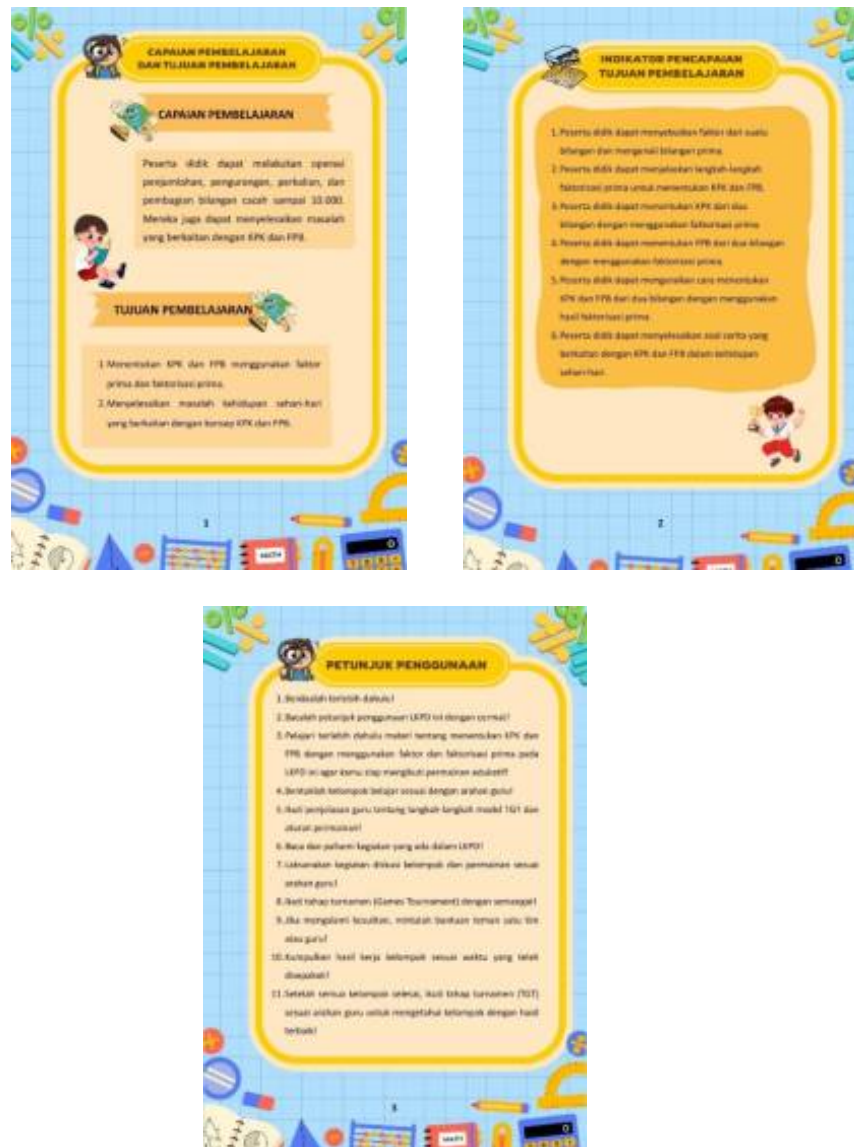 CAPAIAN PEMBELAJARAN
DAN TUJUAN PEMBELAJARAN
CAPAIAN PEMBELAJARAN
Peserta didik dapat melakukan operasi
penjumlahan, pengurangan, perkalian, dan
pembagian bilangan cacah sampai 10.000.
Mereka juga dapat menyelesaikan masalah
yang berkaitan dengan KPK dan FPB.
TUJUAN PEMBELAJARAN
1. Menentukan KPK dan FPB menggunakan faktor
prima dan faktorisasi prima.
2. Menyelesaikan masalah kehidupan sehari-hari
yang berkaitan dengan konsep KPK dan FPB.
1
MATH
0
INDIKATOR PENCAPAIAN
TUJUAN PEMBELAJARAN
1. Peserta didik dapat menyebutkan faktor dari suatu
bilangan dan mengenali bilangan prima.
2. Peserta didik dapat menjelaskan langkah-langkah
faktorisasi prima untuk menentukan KPK dan FPB.
3. Peserta didik dapat menentukan KPK dari dua
bilangan dengan menggunakan faktorisasi prima.
4. Peserta didik dapat menentukan FPB dari dua bilangan
dengan menggunakan faktorisasi prima.
5. Peserta didik dapat menguraikan cara menentukan
KPK dan FPB dari dua bilangan dengan menggunakan
hasil faktorisasi prima.
6. Peserta didik dapat menyelesaikan soal cerita yang
berkaitan dengan KPK dan FPB dalam kehidupan
sehari-hari.
2
0
PETUNJUK PENGGUNAAN
1. Berdoalah terlebih dahulu!
2. Bacalah petunjuk penggunaan LKPD ini dengan cermat!
3. Pelajari terlebih dahulu materi tentang menentukan KPK dan
FPB dengan menggunakan faktor dan faktorisasi prima pada
LKPD ini agar kamu siap mengikuti permainan edukatif!
4. Bentuklah kelompok belajar sesuai dengan arahan guru!
5. Ikuti penjelasan guru tentang langkah-langkah model TGT dan
aturan permainan!
6. Baca dan pahami kegiatan yang ada dalam LKPD!
7. Laksanakan kegiatan diskusi kelompok dan permainan sesuai
arahan guru!
8. Ikuti tahap turnamen (Games Tournament) dengan semangat!
9. Jika mengalami kesulitan, mintalah bantuan teman satu tim
atau guru!
10. Kumpulkan hasil kerja kelompok sesuai waktu yang telah
disepakati!
11. Setelah semua kelompok selesai, ikuti tahap turnamen (TGT)
sesuai arahan guru untuk mengetahui kelompok dengan hasil
terbaik!
3
MATH
0